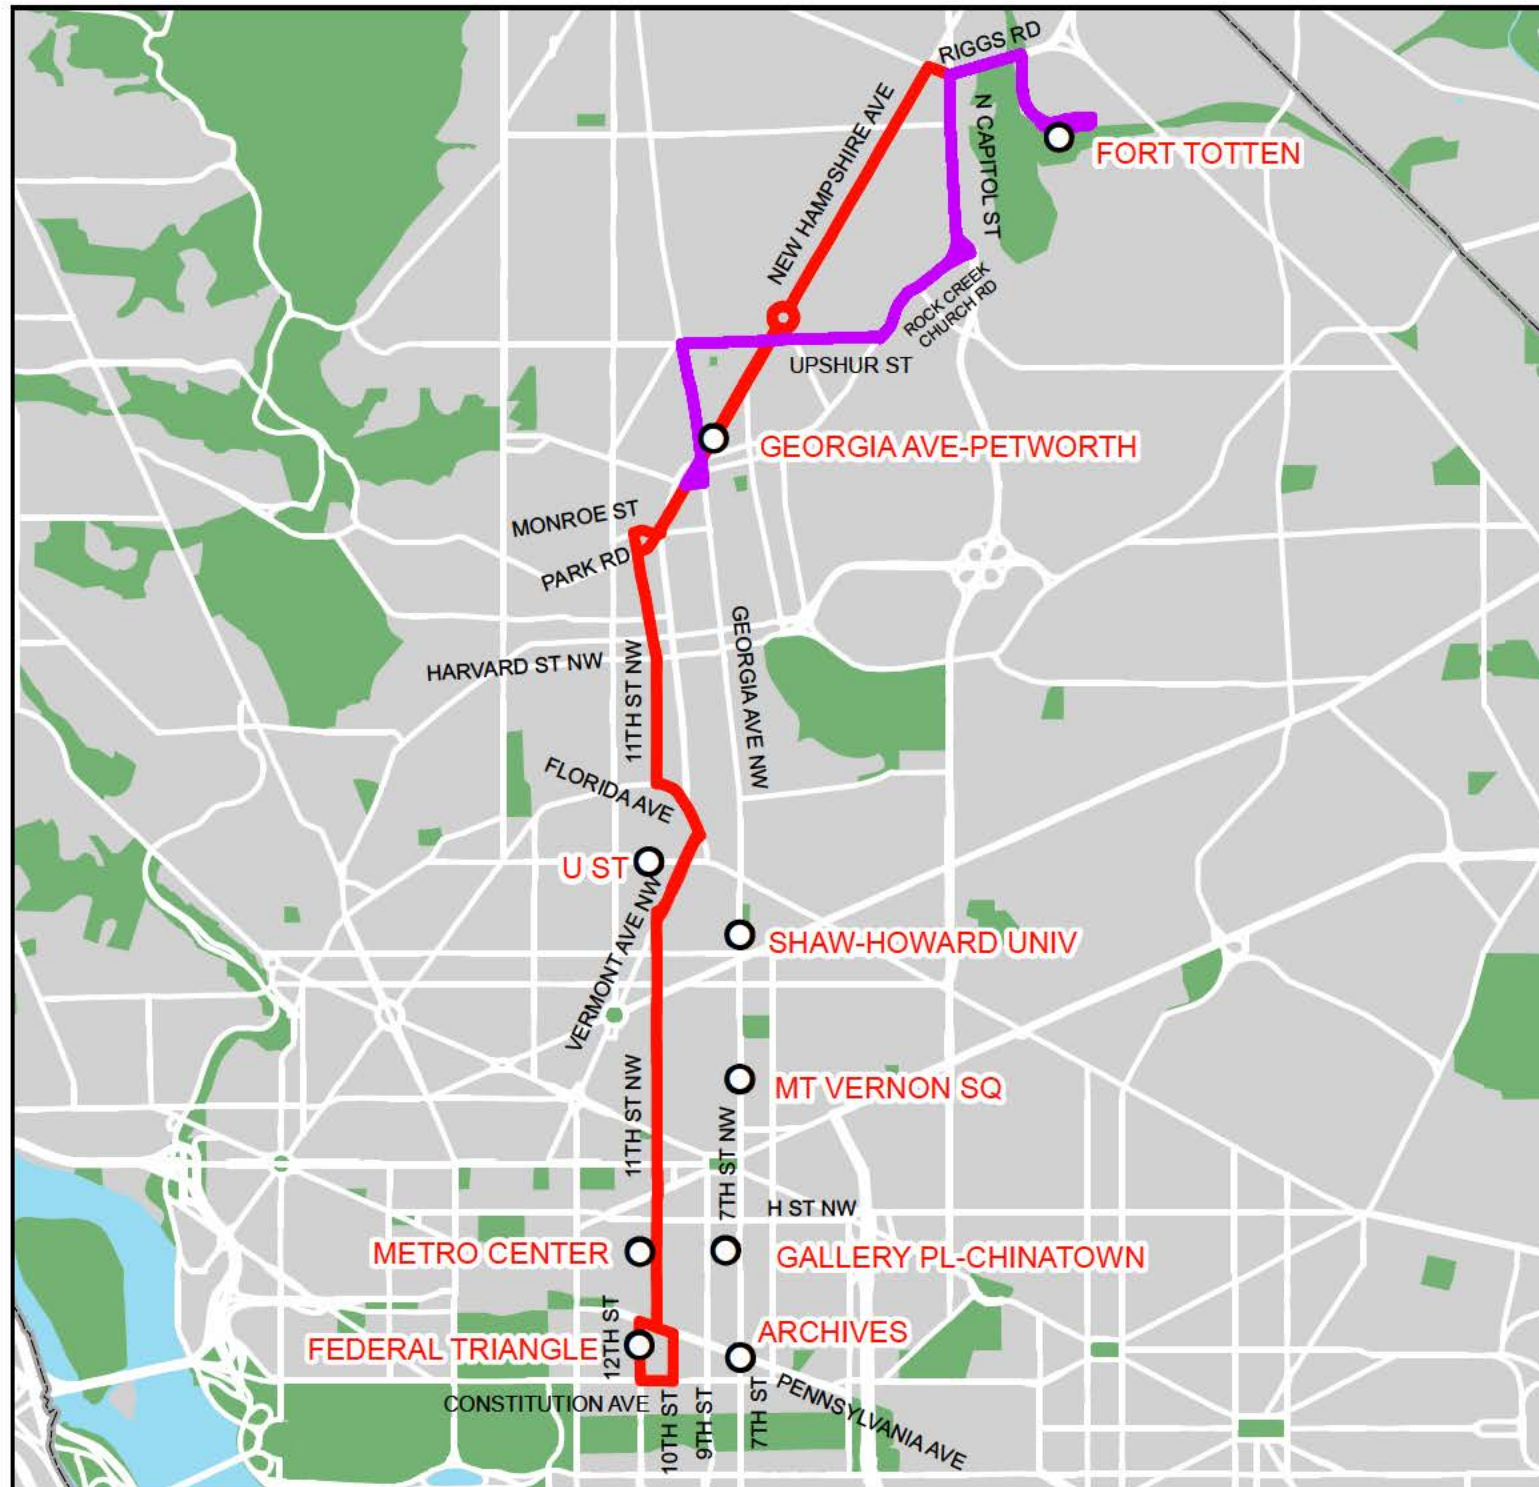 RIGGS RD
NEW HAMPSHIRE AVE
N CAPITOL ST
FORT TOTTEN
ROCK CREEK
CHURCH RD
UPSHUR ST
GEORGIA AVE-PETWORTH
MONROE ST
PARK RD
GEORGIA AVE NW
HARVARD ST NW
11TH ST NW
FLORIDA AVE
U ST
VERMONT AVE NW
SHAW-HOWARD UNIV
11TH ST NW
MT VERNON SQ
7TH ST NW
H ST NW
METRO CENTER
GALLERY PL-CHINATOWN
12TH ST
FEDERAL TRIANGLE
ARCHIVES
CONSTITUTION AVE
10TH ST
9TH ST
7TH ST
PENNSYLVANIA AVE